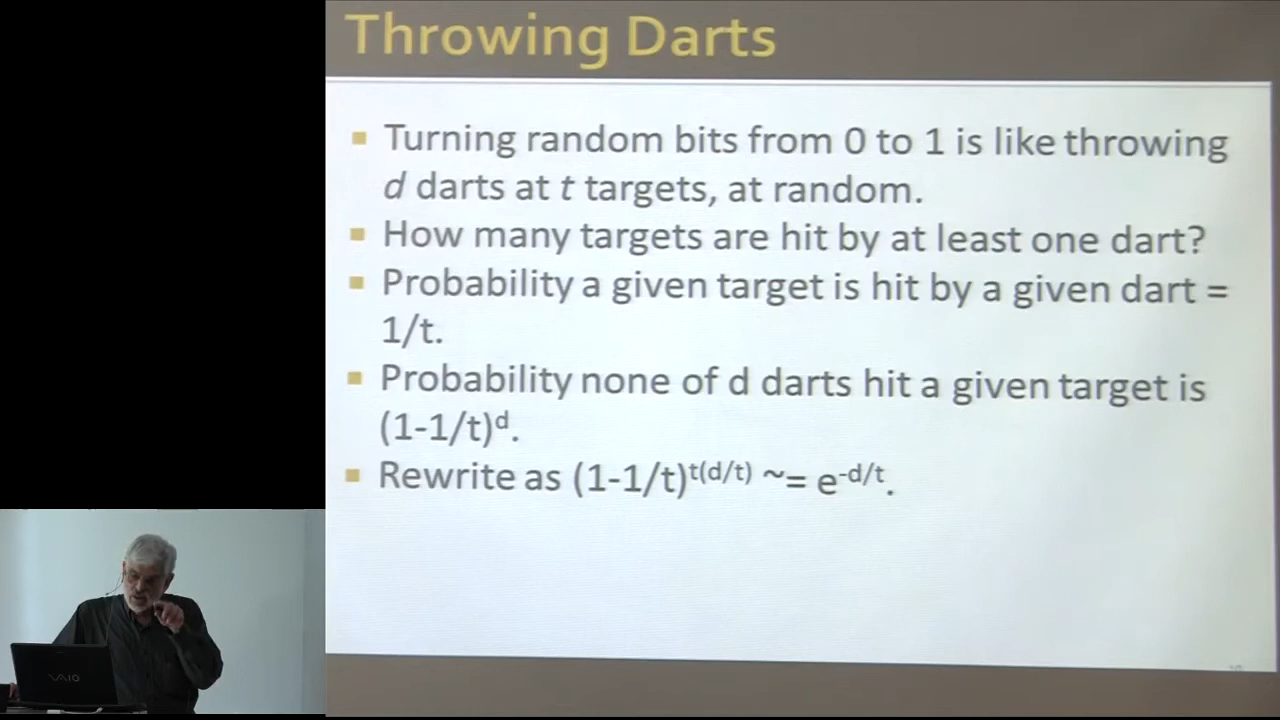 Throwing Darts
Turning random bits from 0 to 1 is like throwing
d darts at t targets, at random.
How many targets are hit by at least one dart?
Probability a given target is hit by a given dart =
1/t.
Probability none of d darts hit a given target is
(1-1/t)ᵈ.
Rewrite as (1-1/t)ᵗ⁽ᵈ/ᵗ⁾ ~= e⁻ᵈ/ᵗ.
VAIO